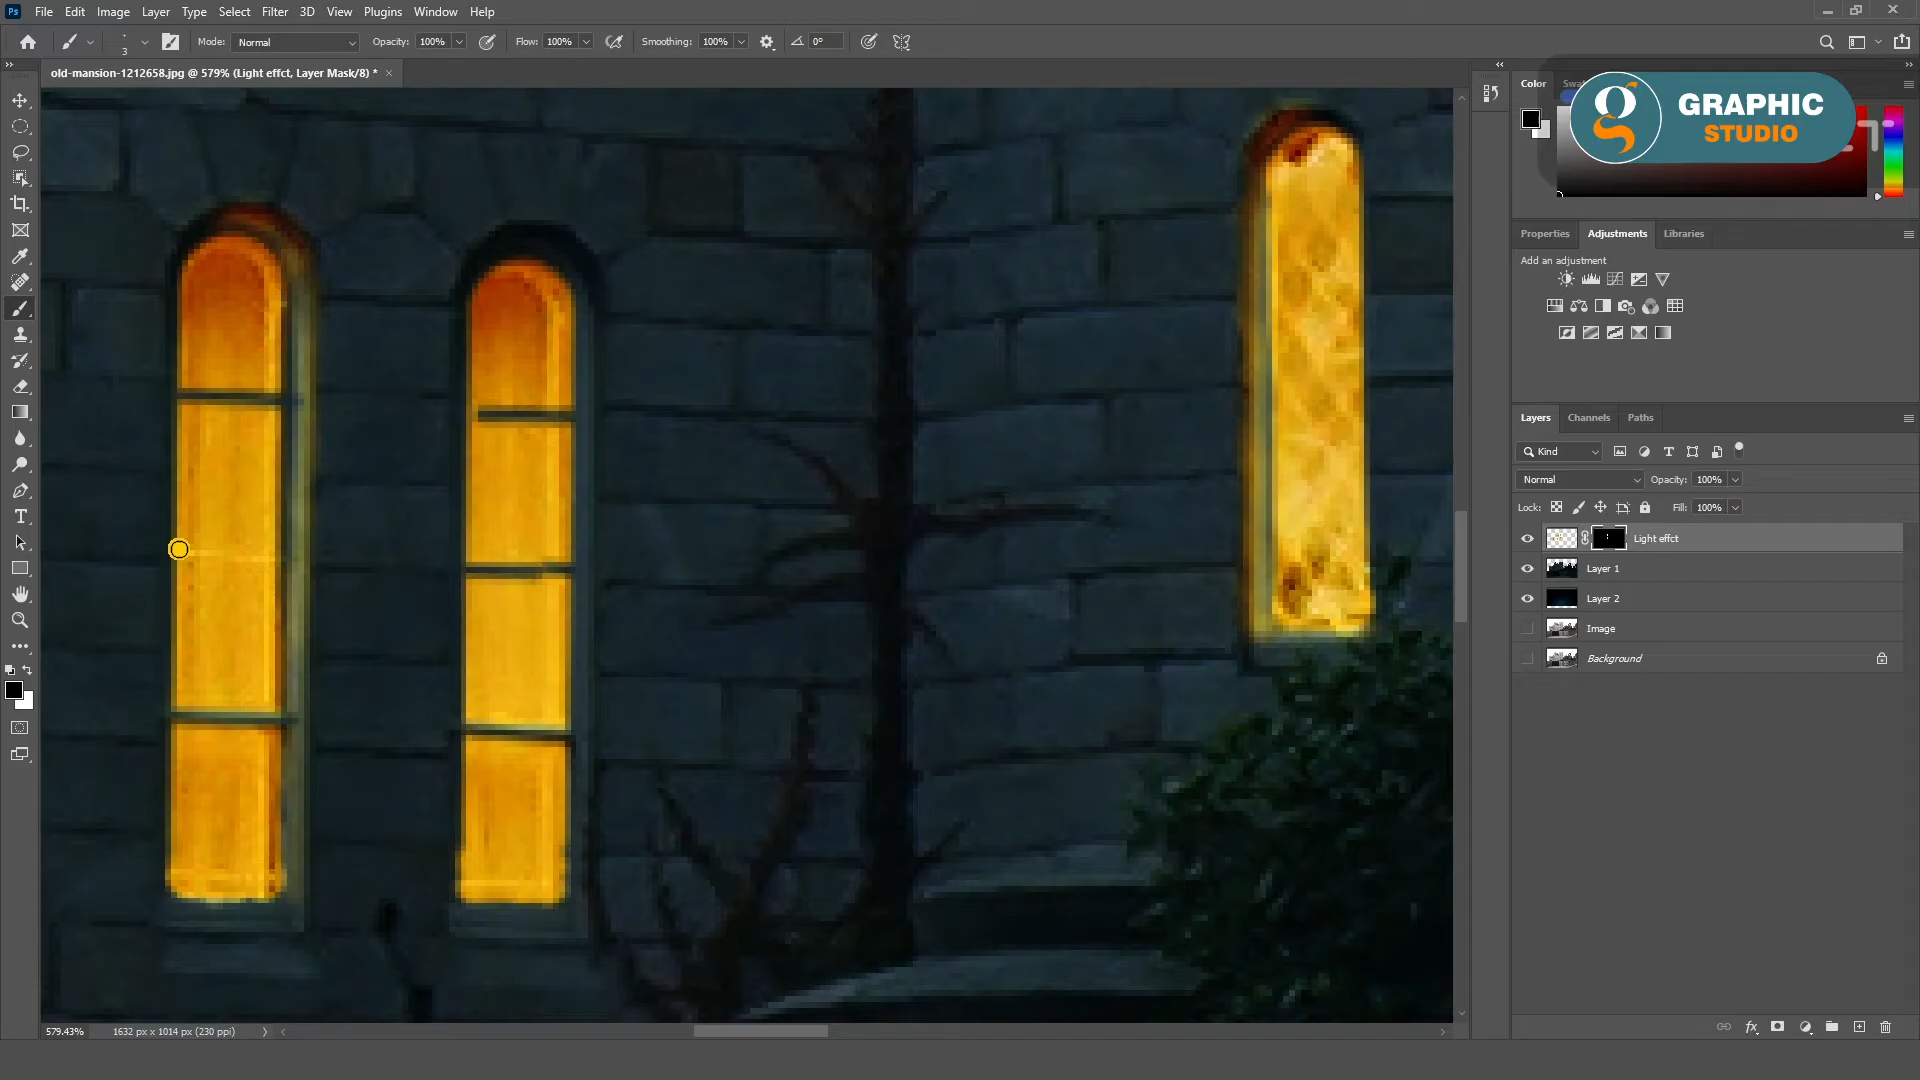 File Edit Image Layer Type Select Filter 3D View Plugins Window Help
3 Mode: Normal Opacity: 100% Flow: 100% Smoothing: 100% 0°
old-mansion-1212658.jpg @ 579% (Light effct, Layer Mask/8) *
Color
GRAPHIC
STUDIO
Properties Adjustments Libraries
Add an adjustment
Layers Channels Paths
Kind
Normal Opacity: 100%
Lock: Fill: 100%
Light effct
Layer 1
Layer 2
Image
Background
579.43% 1632 px x 1014 px (230 ppi)